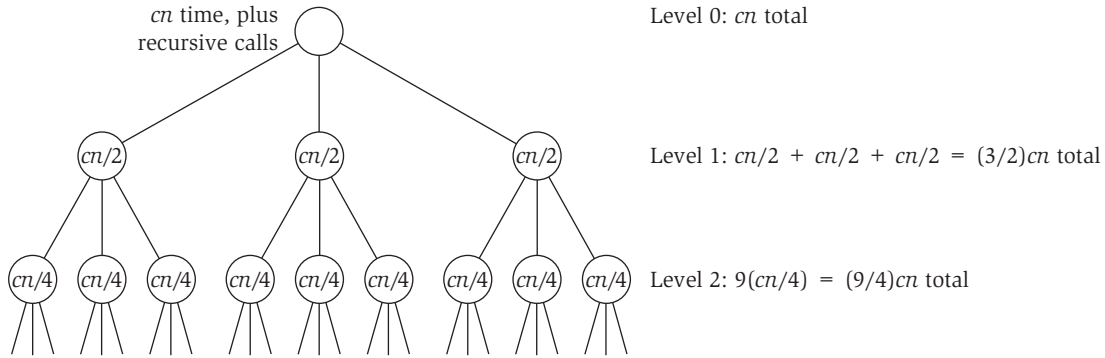 cn time, plus
recursive calls
Level 0: cn total
cn/2 cn/2 cn/2
Level 1: cn/2 + cn/2 + cn/2 = (3/2)cn total
cn/4 cn/4 cn/4 cn/4 cn/4 cn/4 cn/4 cn/4 cn/4
Level 2: 9(cn/4) = (9/4)cn total